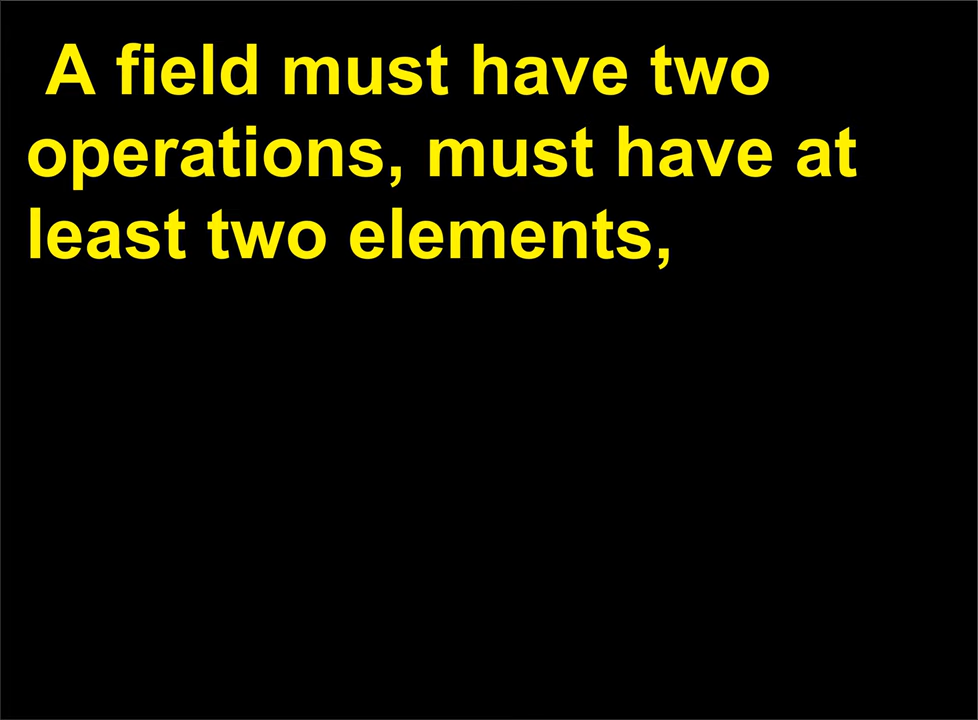 A field must have two
operations, must have at
least two elements,